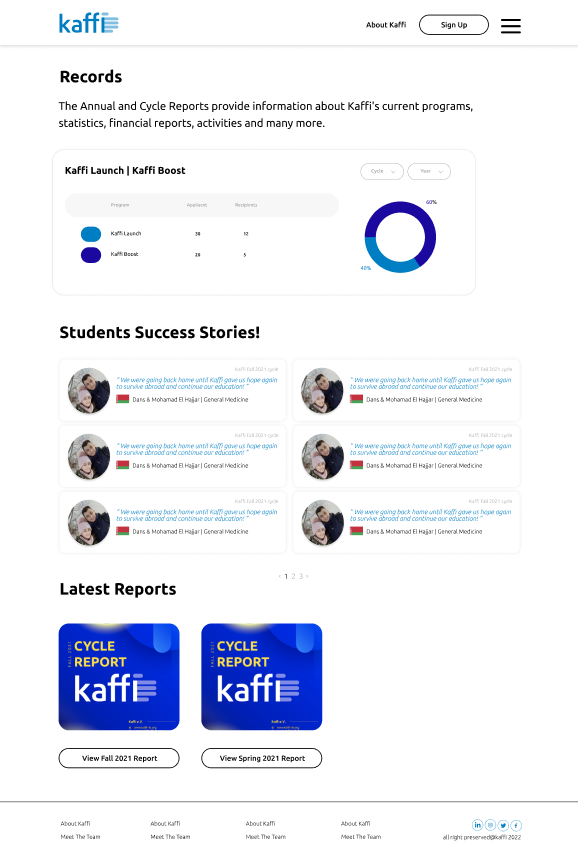 kaffi
About Kaffi
Sign Up
Records
The Annual and Cycle Reports provide information about Kaffi's current programs,
statistics, financial reports, activities and many more.
Kaffi Launch | Kaffi Boost
Cycle
Year
Program
Applicant
Recipients
Kaffi Launch
30
12
Kaffi Boost
20
5
60%
40%
Students Success Stories!
Kaffi Fall 2021 cycle
" We were going back home until Kaffi gave us hope again
to survive abroad and continue our education! "
Dans & Mohamad El Hajjar | General Medicine
Kaffi Fall 2021 cycle
" We were going back home until Kaffi gave us hope again
to survive abroad and continue our education! "
Dans & Mohamad El Hajjar | General Medicine
Kaffi Fall 2021 cycle
" We were going back home until Kaffi gave us hope again
to survive abroad and continue our education! "
Dans & Mohamad El Hajjar | General Medicine
Kaffi Fall 2021 cycle
" We were going back home until Kaffi gave us hope again
to survive abroad and continue our education! "
Dans & Mohamad El Hajjar | General Medicine
Kaffi Fall 2021 cycle
" We were going back home until Kaffi gave us hope again
to survive abroad and continue our education! "
Dans & Mohamad El Hajjar | General Medicine
Kaffi Fall 2021 cycle
" We were going back home until Kaffi gave us hope again
to survive abroad and continue our education! "
Dans & Mohamad El Hajjar | General Medicine
< 1 2 3 >
Latest Reports
FALL 2021
CYCLE
REPORT
kaffi
Kaffi e.V.
FALL 2021
CYCLE
REPORT
kaffi
Kaffi e.V.
View Fall 2021 Report
View Spring 2021 Report
About Kaffi
About Kaffi
About Kaffi
About Kaffi
Meet The Team
Meet The Team
Meet The Team
Meet The Team
all right preserved@kaffi 2022